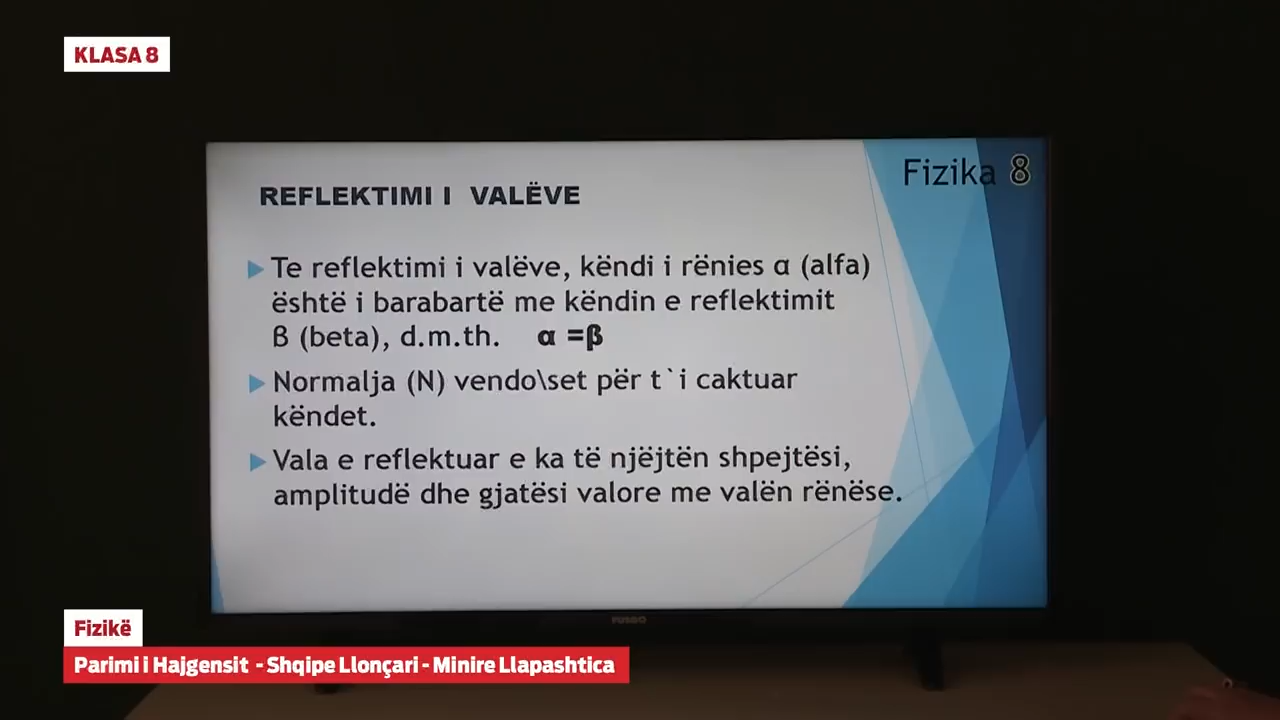 KLASA 8
Fizika 8
REFLEKTIMI I VALËVE
Te reflektimi i valëve, këndi i rënies α (alfa)
është i barabartë me këndin e reflektimit
β (beta), d.m.th. α =β
Normalja (N) vendo\set për t`i caktuar
këndet.
Vala e reflektuar e ka të njëjtën shpejtësi,
amplitudë dhe gjatësi valore me valën rënëse.
Fizikë
Parimi i Hajgensit - Shqipe Llonçari - Minire Llapashtica